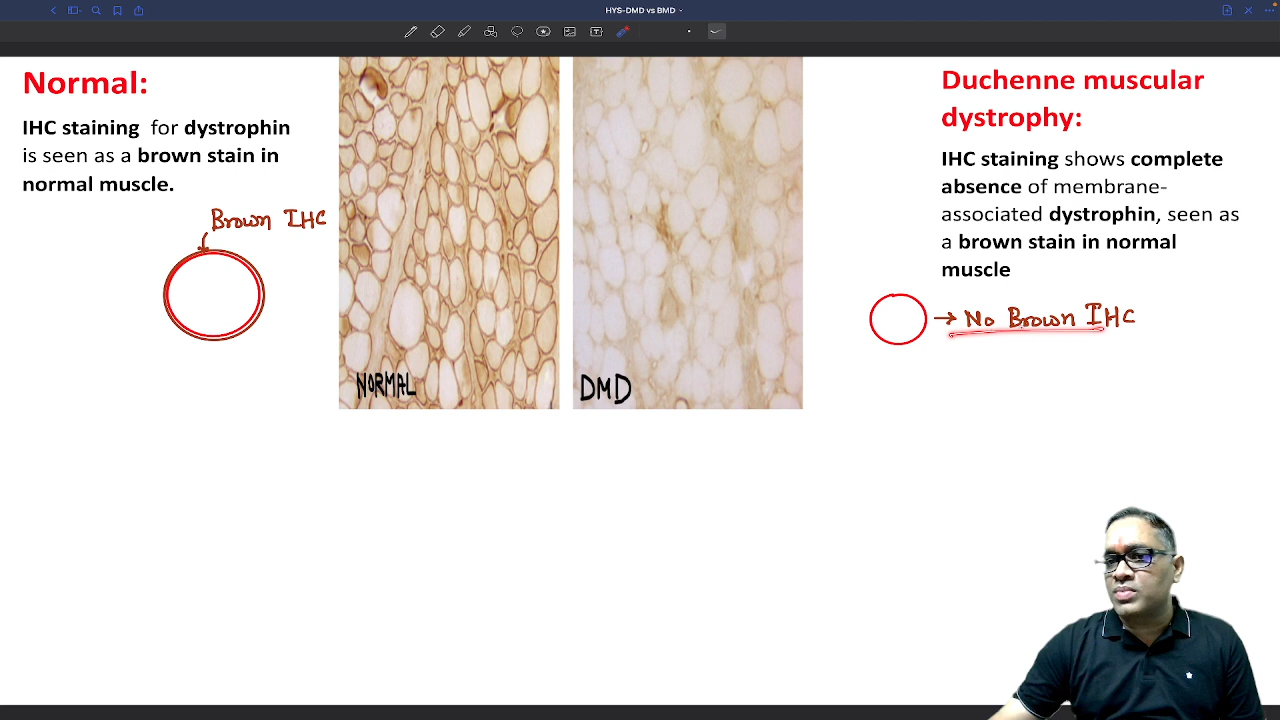 HYS-DMD vs BMD
Normal:
IHC staining for dystrophin
is seen as a brown stain in
normal muscle.
Brown IHC
NORMAL
DMD
Duchenne muscular
dystrophy:
IHC staining shows complete
absence of membrane-
associated dystrophin, seen as
a brown stain in normal
muscle
→ No Brown IHC